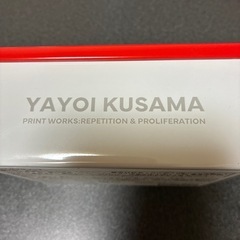 YAYOI KUSAMA
PRINT WORKS:REPETITION & PROLIFERATION